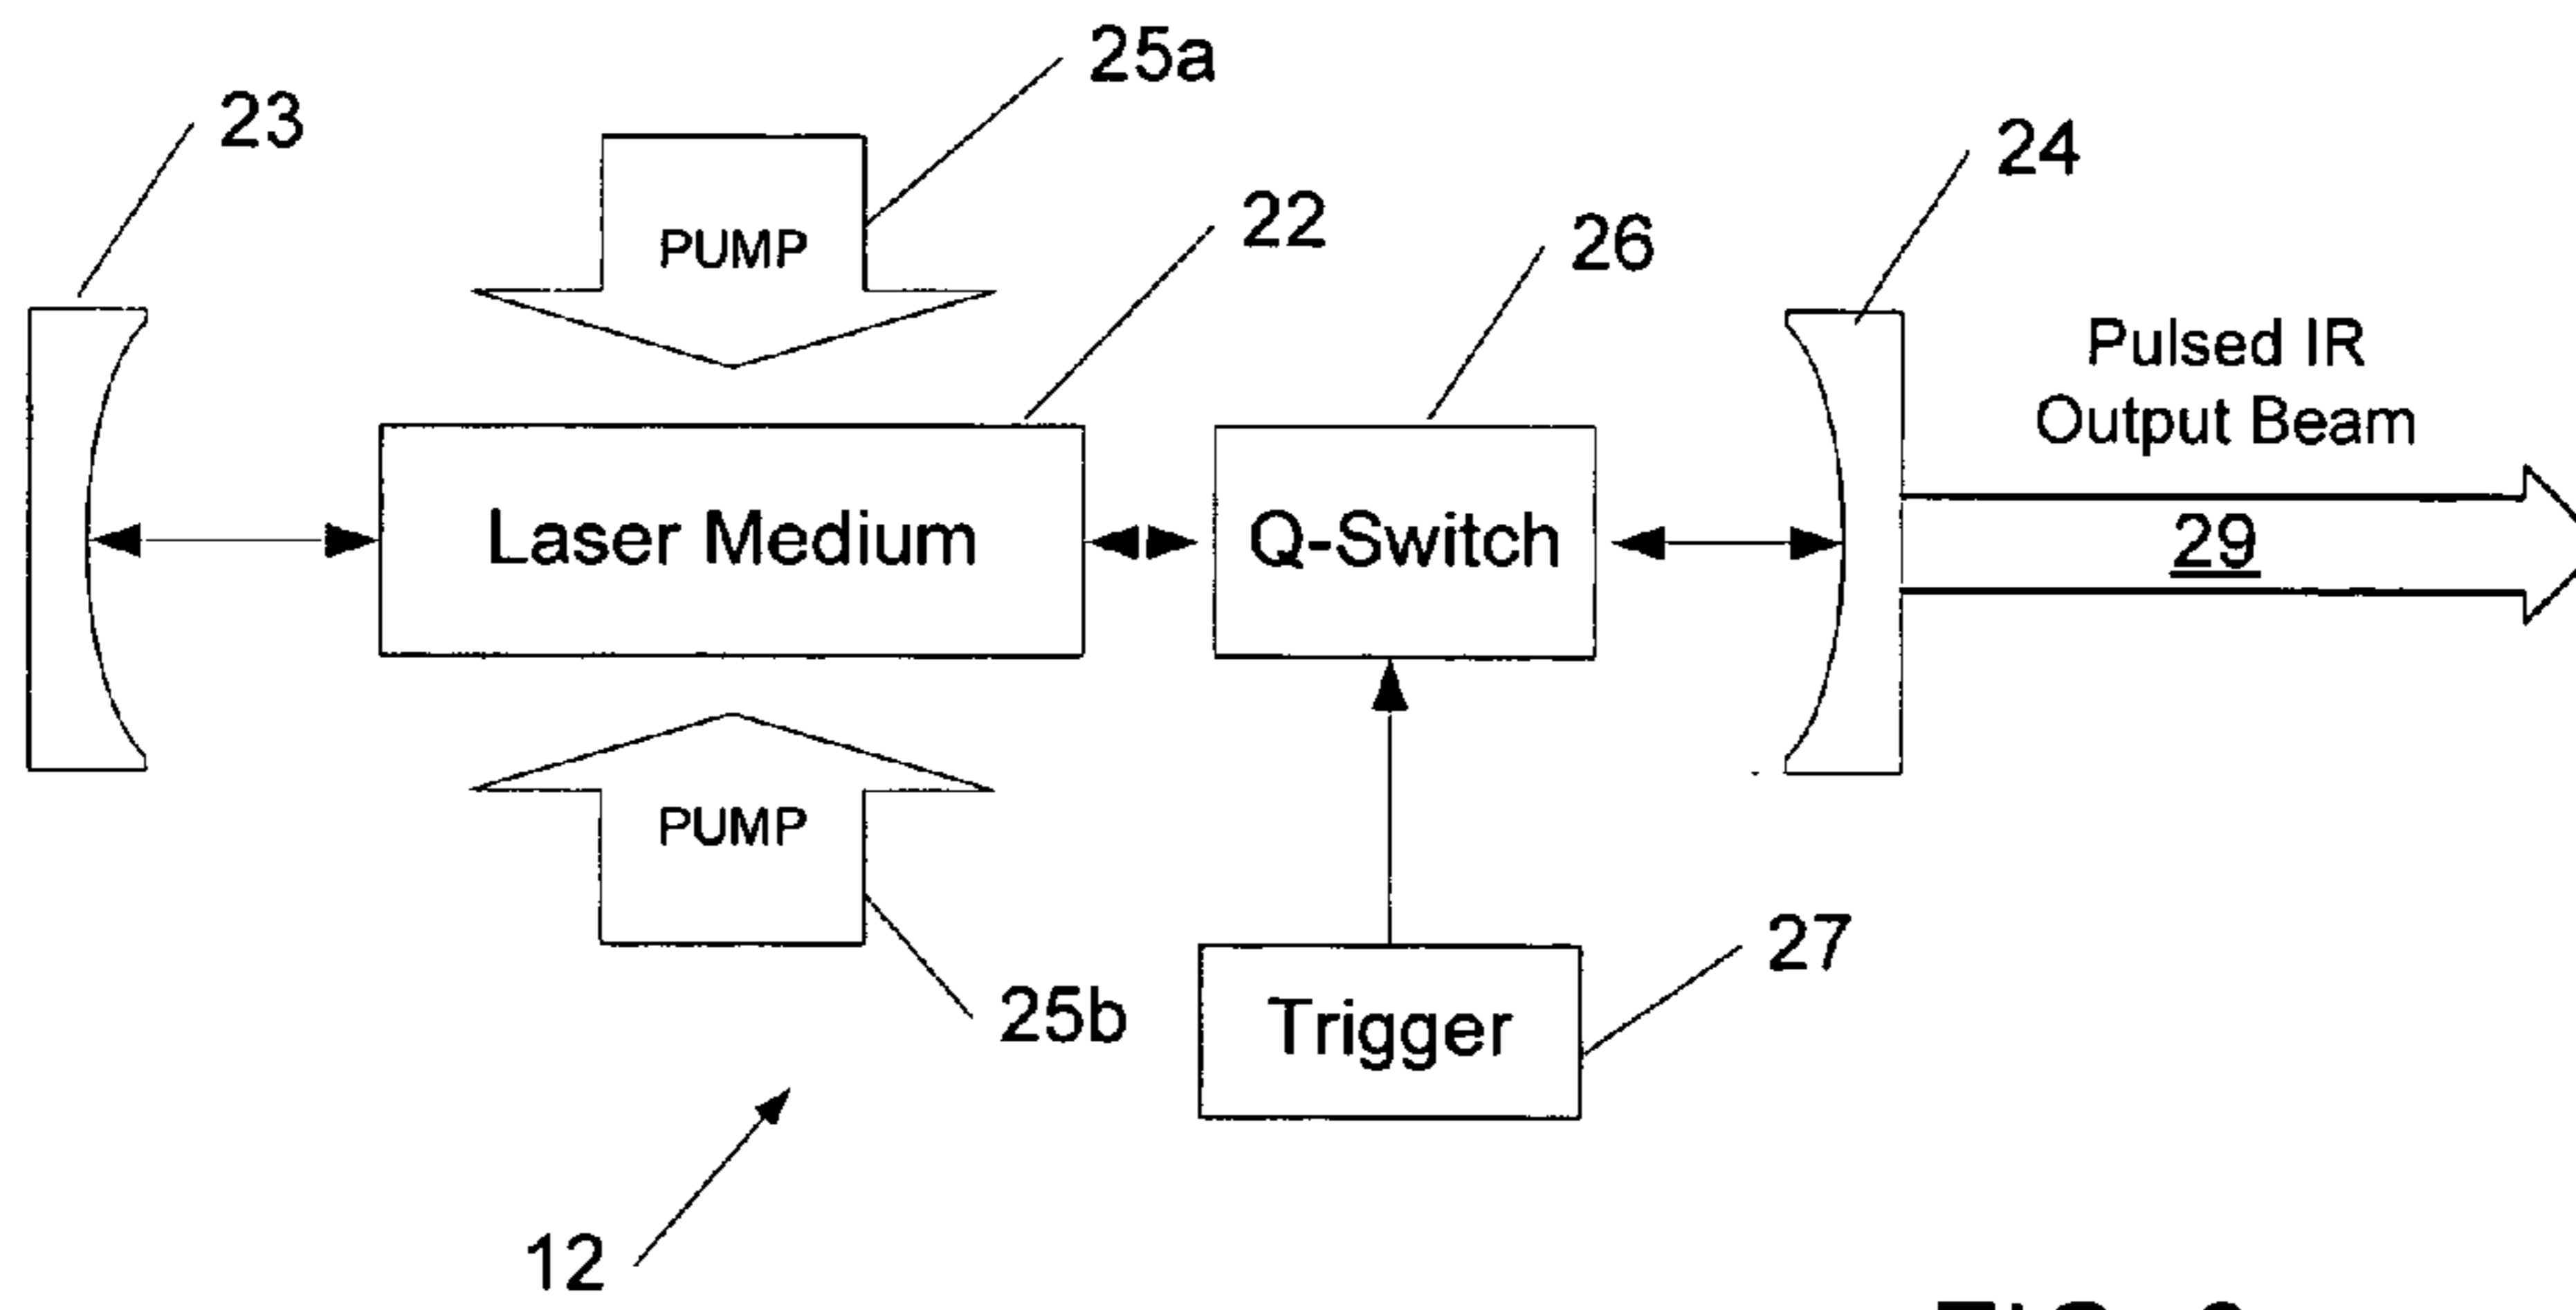 25a
23
24
PUMP
22
26
Pulsed IR
Output Beam
Laser Medium
Q-Switch
29
PUMP
27
25b
Trigger
12